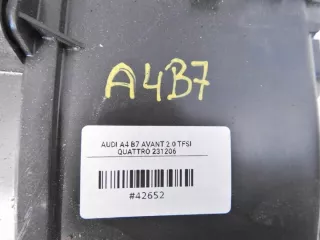 A4B7
AUDI A4 B7 AVANT 2.0 TFSI
QUATTRO 231206
#42652